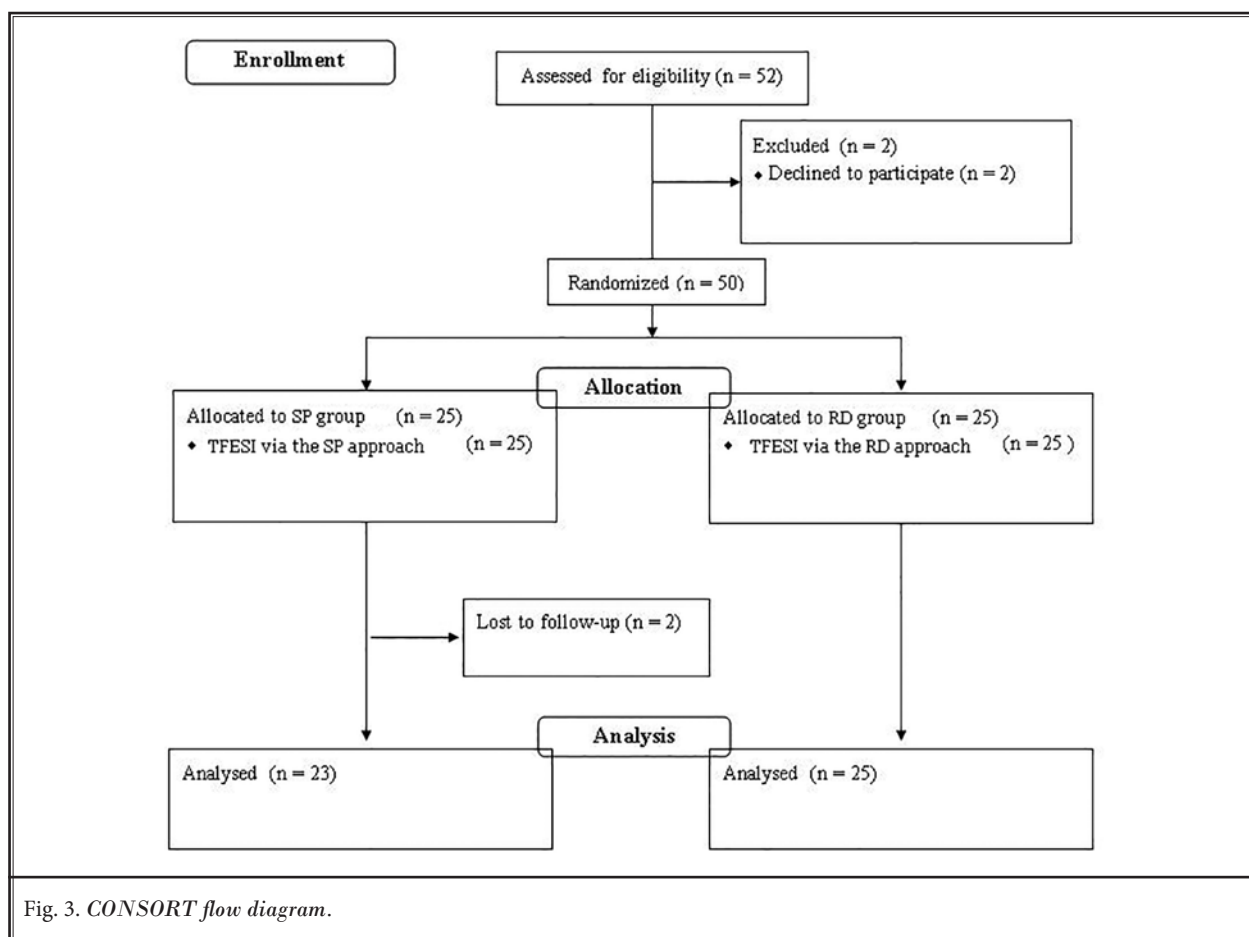 Enrollment
Assessed for eligibility (n = 52)
Excluded (n = 2)
♦ Declined to participate (n = 2)
Randomized (n = 50)
Allocation
Allocated to SP group (n = 25)
♦ TFESI via the SP approach (n = 25)
Allocated to RD group (n = 25)
♦ TFESI via the RD approach (n = 25 )
Lost to follow-up (n = 2)
Analysis
Analysed (n = 23)
Analysed (n = 25)
Fig. 3. CONSORT flow diagram.